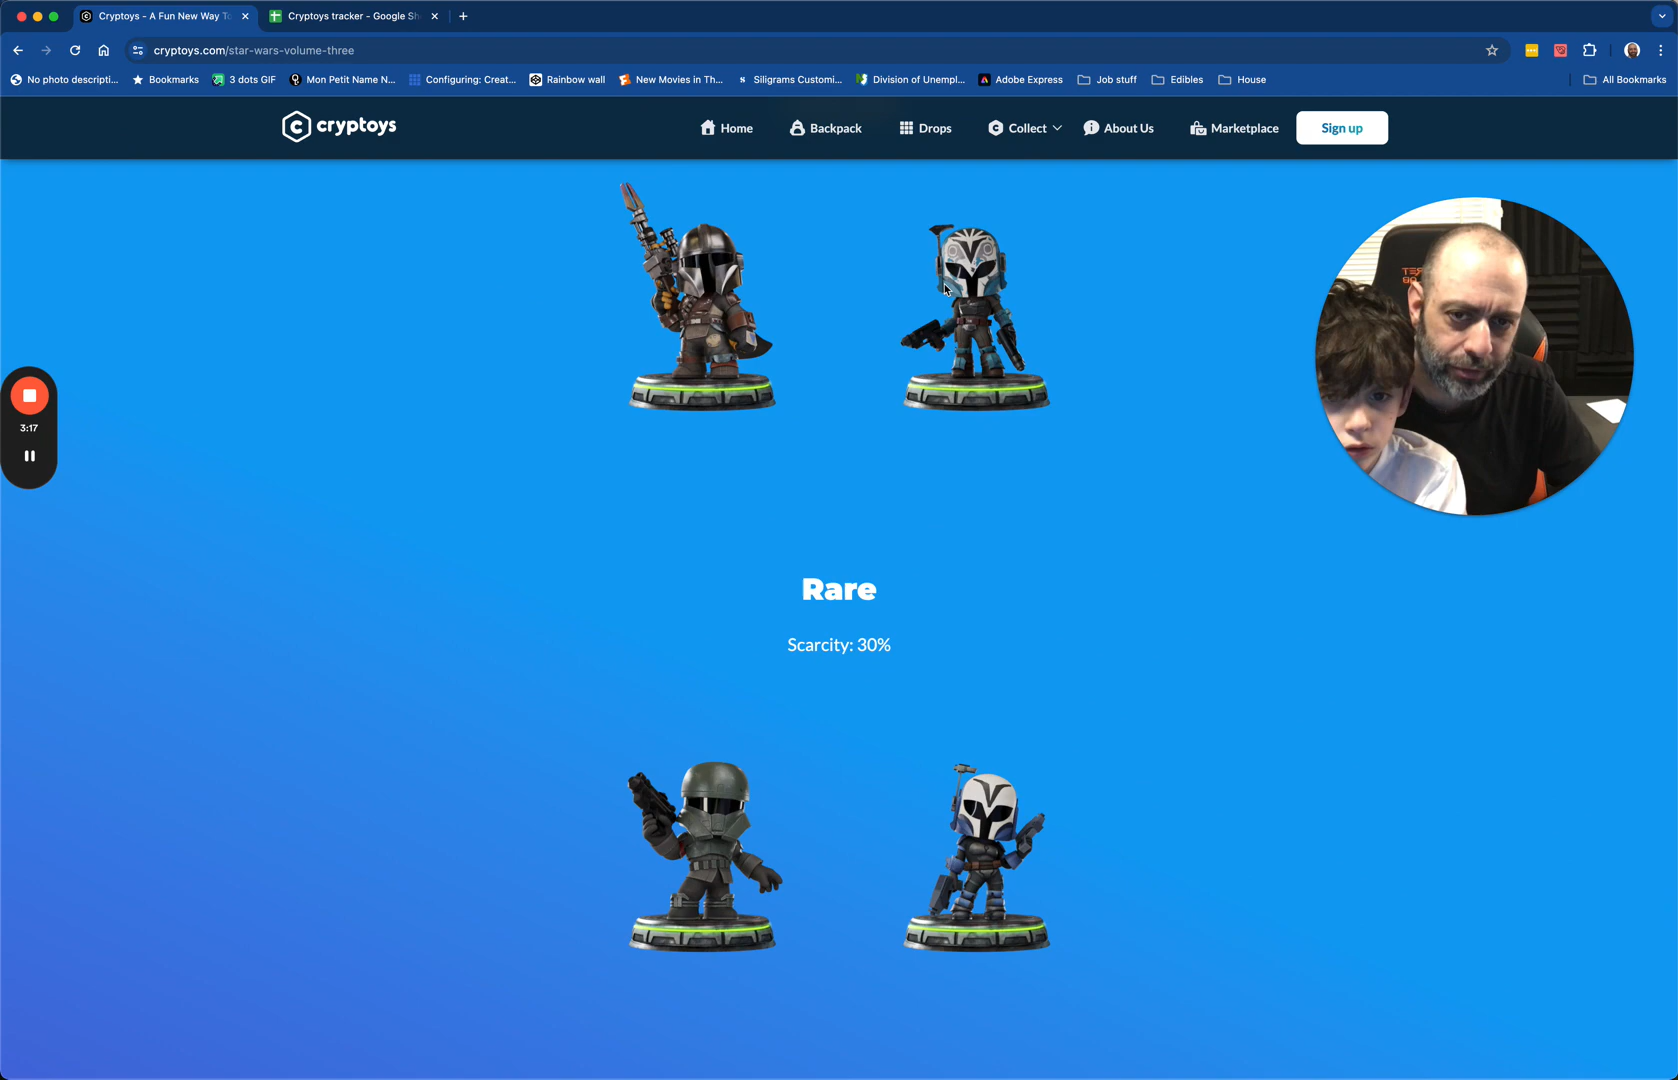 Cryptoys - A Fun New Way To
Cryptoys tracker - Google Sh
cryptoys.com/star-wars-volume-three
No photo descripti...
Bookmarks
3 dots GIF
Mon Petit Name N...
Configuring: Creat...
Rainbow wall
New Movies in Th...
Siligrams Customi...
Division of Unempl...
Adobe Express
Job stuff
Edibles
House
All Bookmarks
cryptoys
Home
Backpack
Drops
Collect
About Us
Marketplace
Sign up
3:17
Rare
Scarcity: 30%